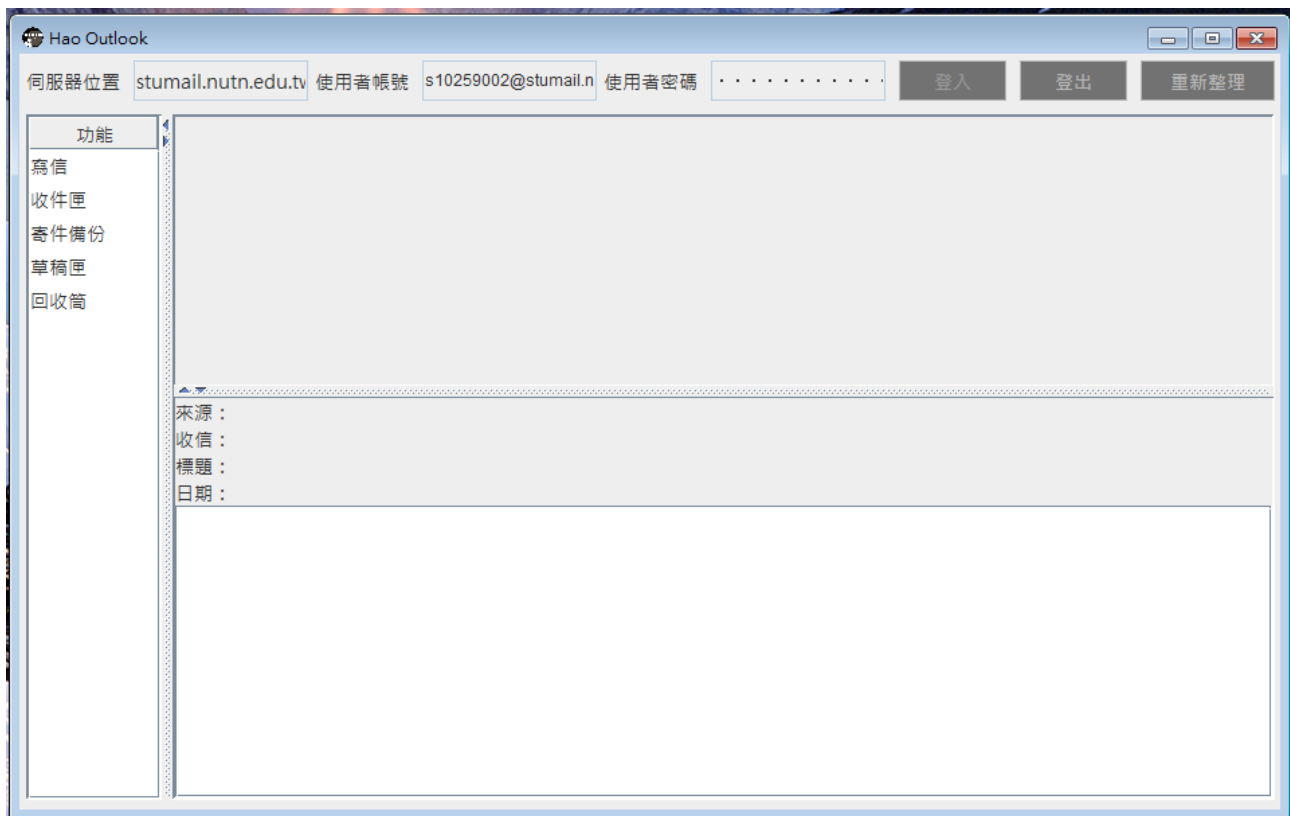 Hao Outlook
伺服器位置 stumail.nutn.edu.tv 使用者帳號 s10259002@stumail.n 使用者密碼 ··········· 登入 登出 重新整理
功能
寫信
收件匣
寄件備份
草稿匣
回收筒
來源：
收信：
標題：
日期：